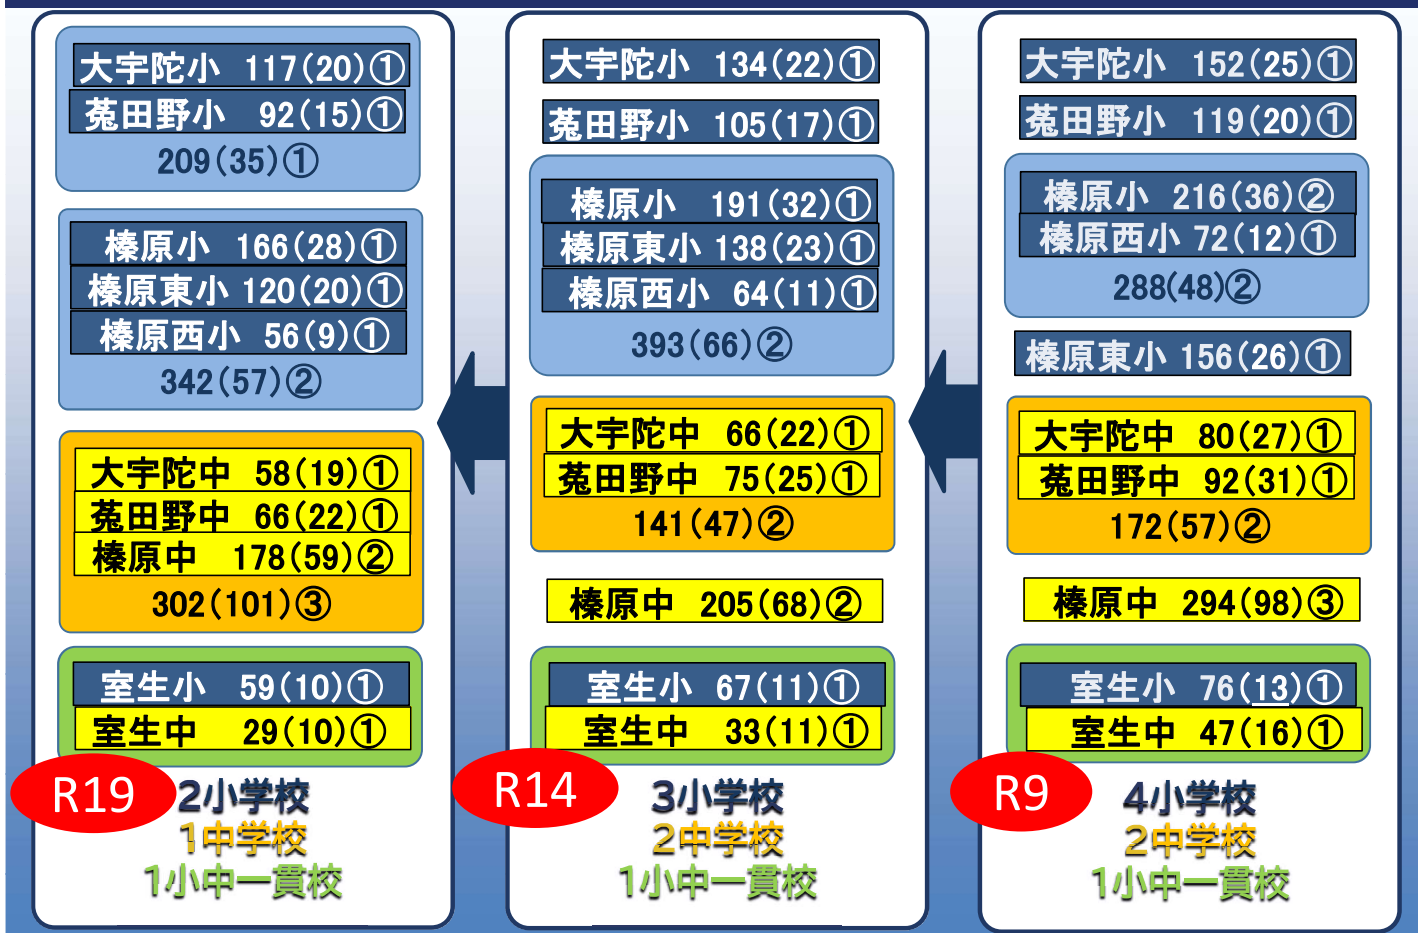 大宇陀小 117(20)①
菟田野小 92(15)①
209(35)①
榛原小 166(28)①
榛原東小 120(20)①
榛原西小 56(9)①
342(57)②
大宇陀中 58(19)①
菟田野中 66(22)①
榛原中 178(59)②
302(101)③
室生小 59(10)①
室生中 29(10)①
R19
2小学校
1中学校
1小中一貫校
大宇陀小 134(22)①
菟田野小 105(17)①
榛原小 191(32)①
榛原東小 138(23)①
榛原西小 64(11)①
393(66)②
大宇陀中 66(22)①
菟田野中 75(25)①
141(47)②
榛原中 205(68)②
室生小 67(11)①
室生中 33(11)①
R14
3小学校
2中学校
1小中一貫校
大宇陀小 152(25)①
菟田野小 119(20)①
榛原小 216(36)②
榛原西小 72(12)①
288(48)②
榛原東小 156(26)①
大宇陀中 80(27)①
菟田野中 92(31)①
172(57)②
榛原中 294(98)③
室生小 76(13)①
室生中 47(16)①
R9
4小学校
2中学校
1小中一貫校